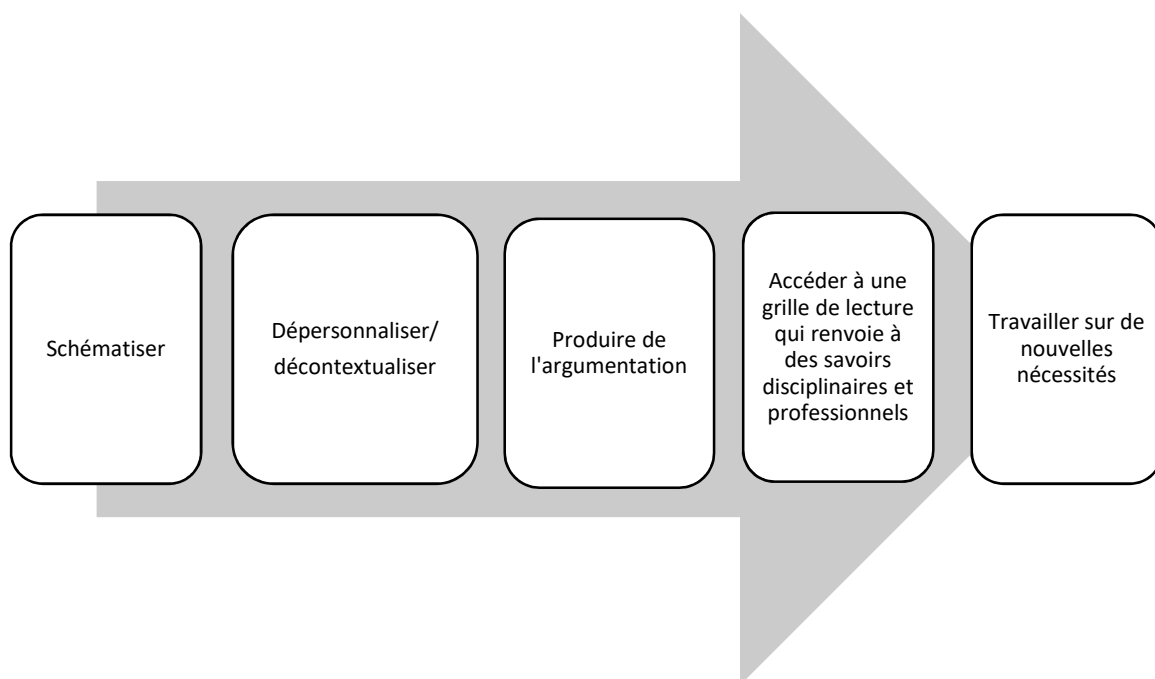 Schématiser
Dépersonnaliser/
décontextualiser
Produire de
l'argumentation
Accéder à une
grille de lecture
qui renvoie à
des savoirs
disciplinaires et
professionnels
Travailler sur de
nouvelles
nécessités